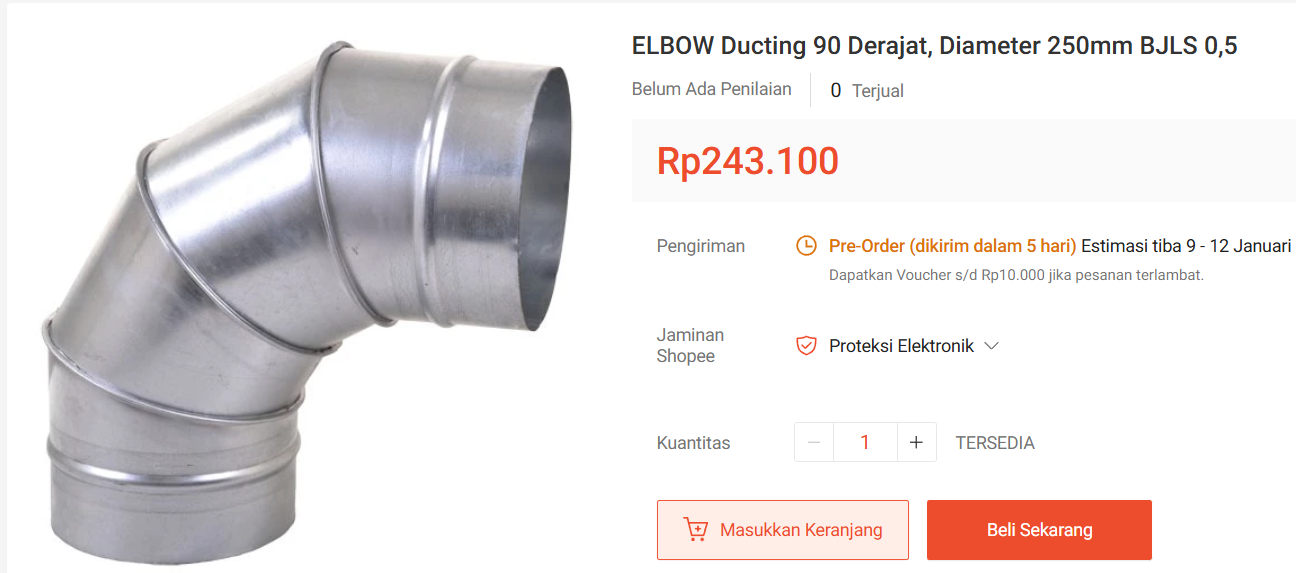 ELBOW Ducting 90 Derajat, Diameter 250mm BJLS 0,5
Belum Ada Penilaian 0 Terjual
Rp243.100
Pengiriman Pre-Order (dikirim dalam 5 hari) Estimasi tiba 9 - 12 Januari
Dapatkan Voucher s/d Rp10.000 jika pesanan terlambat.
Jaminan
Shopee
Proteksi Elektronik
Kuantitas − 1 + TERSEDIA
Masukkan Keranjang Beli Sekarang